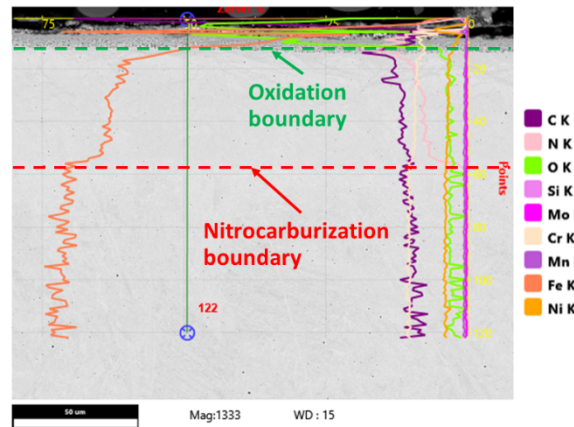 75
50
25
0
20
Oxidation
boundary
40
60
Points
Nitrocarburization
boundary
80
100
122
120
C K
N K
O K
Si K
Mo
Cr K
Mn
Fe K
Ni K
50 um
Mag:1333
WD : 15